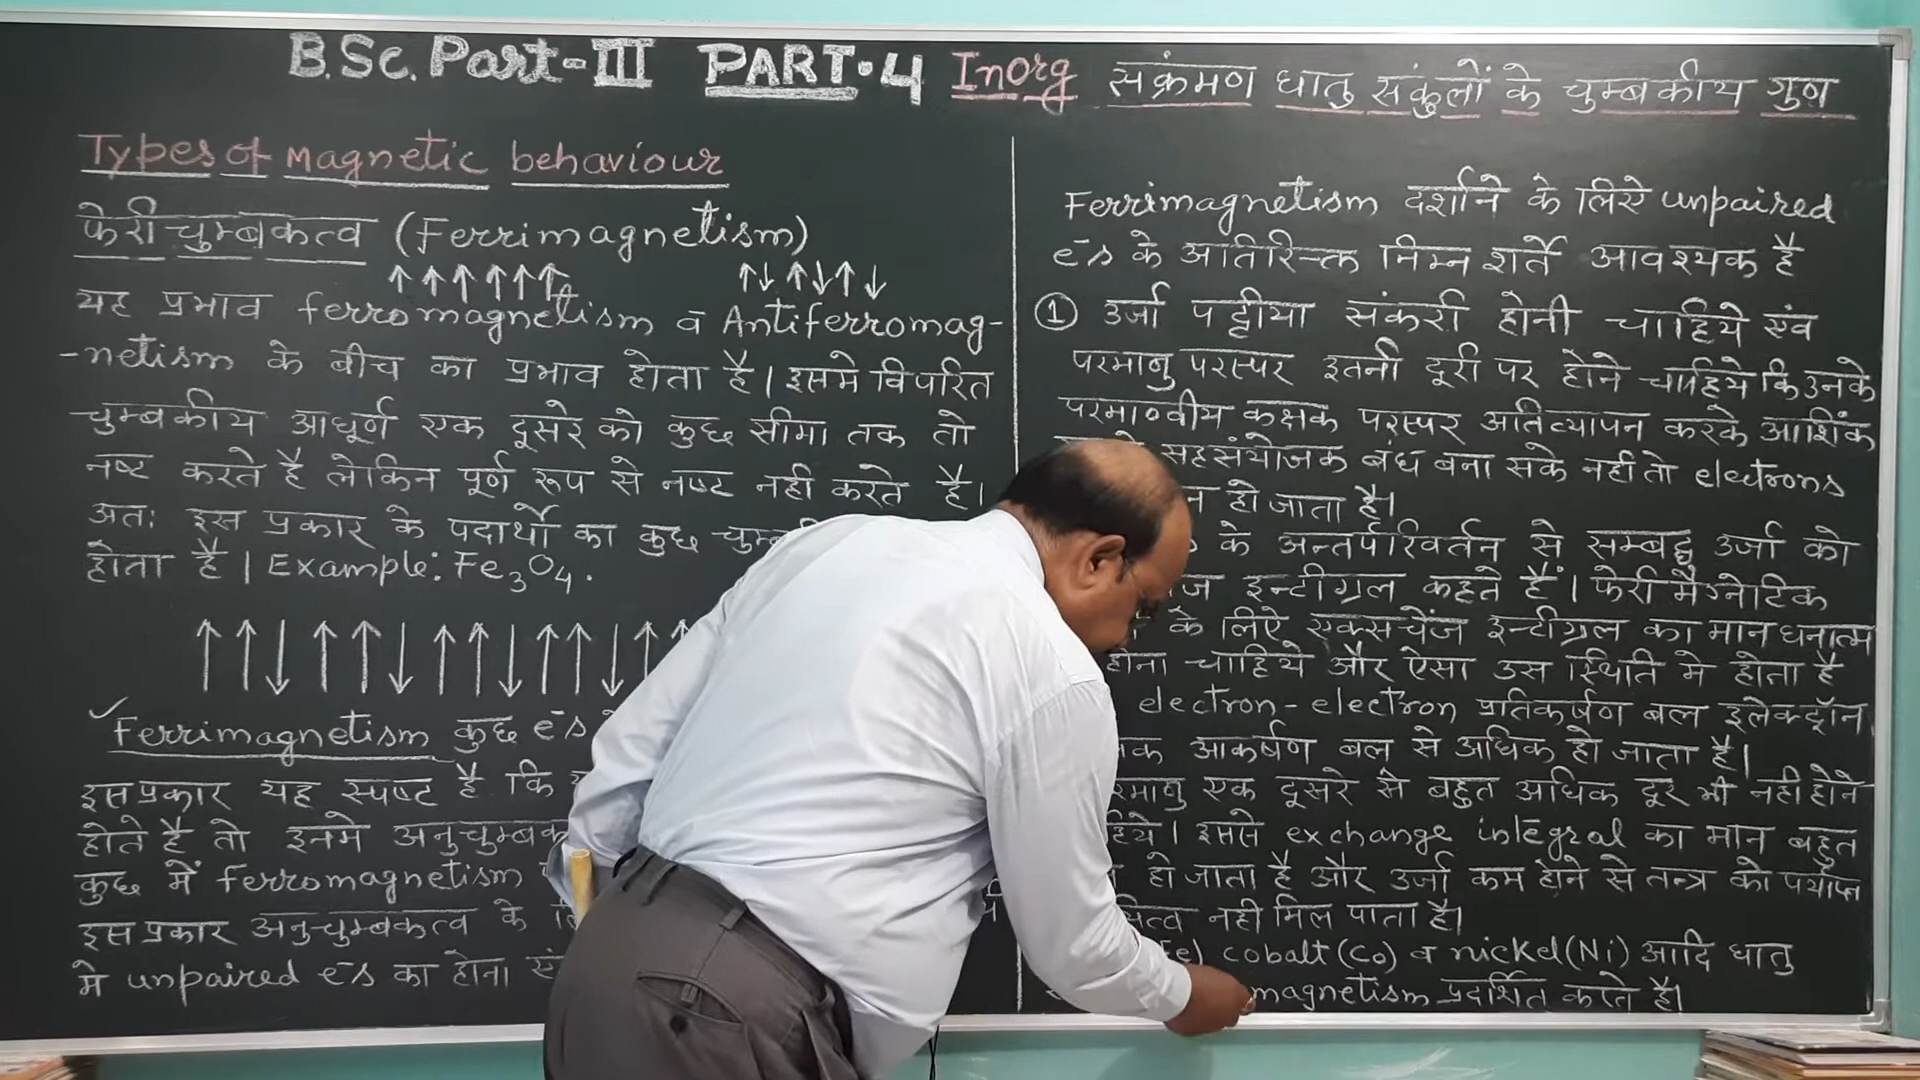 B.Sc. Part-III PART.4 Inorg संक्रमण धातु संकुलों के चुम्बकीय गुण
Types of Magnetic behaviour
फेरीचुम्बकत्व (Ferrimagnetism)
यह प्रभाव ferromagnetism व Antiferromag-
-netism के बीच का प्रभाव होता है। इसमे विपरित
चुम्बकीय आधूर्ण एक दूसरे को कुछ सीमा तक तो
नष्ट करते है लेकिन पूर्ण रूप से नष्ट नही करते है।
अतः इस प्रकार के पदार्थो का कुछ
होता है। Example: Fe3O4.
✓Ferrimagnetism कुछ e̅s
इसप्रकार यह स्पष्ट है कि
होते है तो इनमे
कुछ में ferromagnetism
इस प्रकार अनुचुम्बकत्व के
मे unpaired e̅s का होना
Ferrimagnetism दर्शाने के लिऐ unpaired
e̅s के अतिरिक्त निम्न शर्ते आवश्यक है
① उर्जा पट्टीया संकरी होनी चाहिये एंव
परमाणु परस्पर इतनी दूरी पर होने चाहिये कि उनके
परमाण्वीय कक्षक परस्पर अतिव्यापन करके आशिंक
सहसंयोजक बंध बना सके नही तो electrons
हो जाता है।
के अन्तर्परिवर्तन से सम्बद्ध उर्जा को
इन्टीग्रल कहते हैं। फेरीमैग्नेटिक
के लिऐ एक्सचेंज इन्टीग्रल का मान धनात्म
होना चाहिये और ऐसा उस स्थिति मे होता है
electron-electron प्रतिकर्षण बल इलेक्ट्रॉन
आकर्षण बल से अधिक हो जाता है।
एक दूसरे से बहुत अधिक दूर भी नही होने
इससे exchange integral का मान बहुत
हो जाता है और उर्जा कम होने से तन्त्र को पर्याप्त
नही मिल पाता है।
cobalt (Co) व nickel (Ni) आदि धातु
magnetism प्रदर्शित करते है।